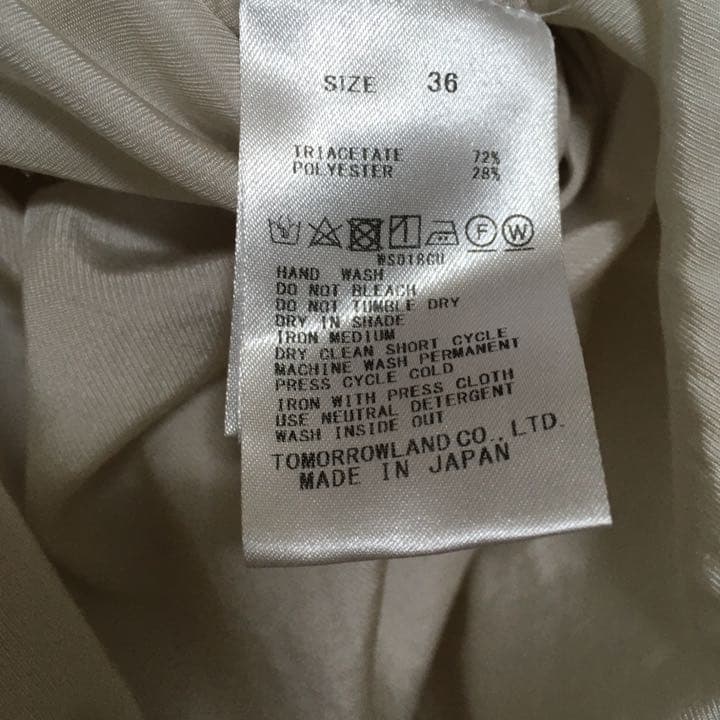 SIZE 36
TRIACETATE 72%
POLYESTER 28%
F W
WS018GU
HAND WASH
DO NOT BLEACH
DO NOT TUMBLE DRY
DRY IN SHADE
IRON MEDIUM
DRY CLEAN SHORT CYCLE
MACHINE WASH PERMANENT
PRESS CYCLE COLD
IRON WITH PRESS CLOTH
USE NEUTRAL DETERGENT
WASH INSIDE OUT
TOMORROWLAND CO., LTD.
MADE IN JAPAN